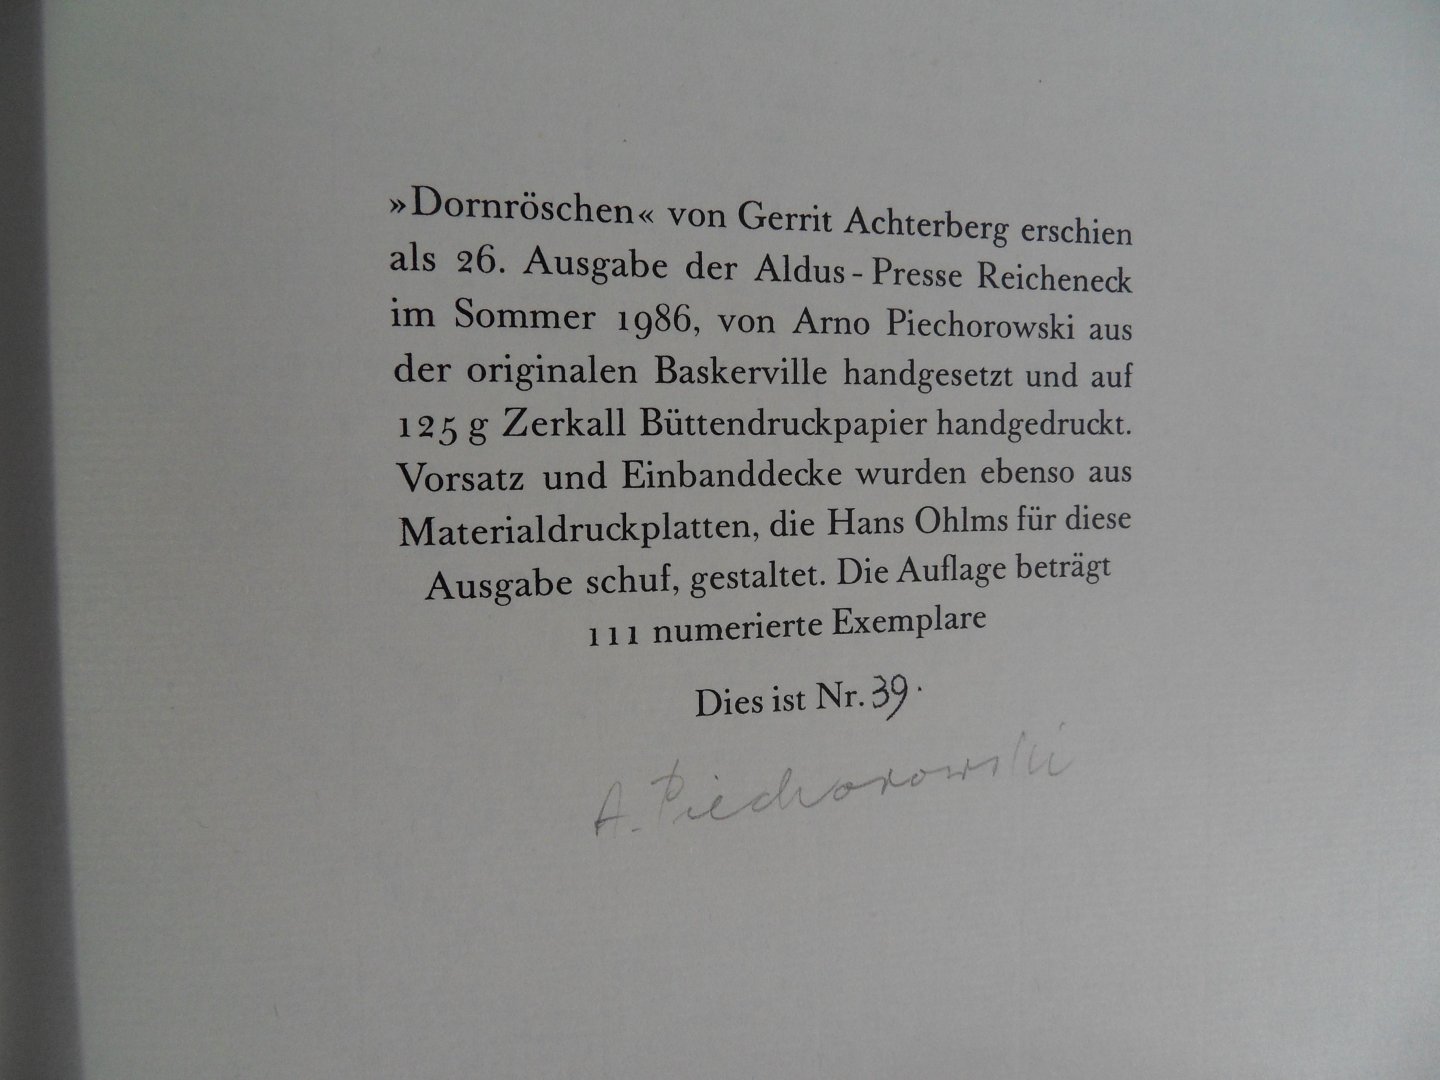 »Dornröschen« von Gerrit Achterberg erschien
als 26. Ausgabe der Aldus-Presse Reicheneck
im Sommer 1986, von Arno Piechorowski aus
der originalen Baskerville handgesetzt und auf
125 g Zerkall Büttendruckpapier handgedruckt.
Vorsatz und Einbanddecke wurden ebenso aus
Materialdruckplatten, die Hans Ohlms für diese
Ausgabe schuf, gestaltet. Die Auflage beträgt
111 numerierte Exemplare
Dies ist Nr. 39.
A. Piechorowski